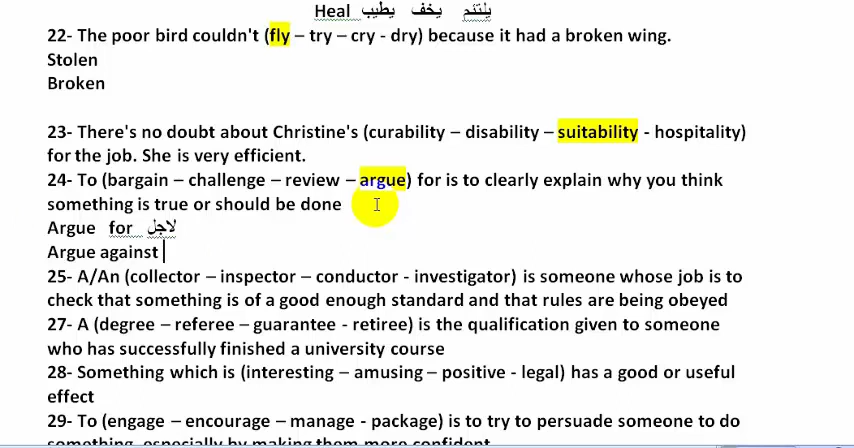 Heal يلتئم يخف يطيب
22- The poor bird couldn't (fly – try – cry - dry) because it had a broken wing.
Stolen
Broken
23- There's no doubt about Christine's (curability – disability – suitability - hospitality)
for the job. She is very efficient.
24- To (bargain – challenge – review – argue) for is to clearly explain why you think
something is true or should be done
Argue for لاجل
Argue against
25- A/An (collector – inspector – conductor - investigator) is someone whose job is to
check that something is of a good enough standard and that rules are being obeyed
27- A (degree – referee – guarantee - retiree) is the qualification given to someone
who has successfully finished a university course
28- Something which is (interesting – amusing – positive - legal) has a good or useful
effect
29- To (engage – encourage – manage - package) is to try to persuade someone to do
something, especially by making them more confident